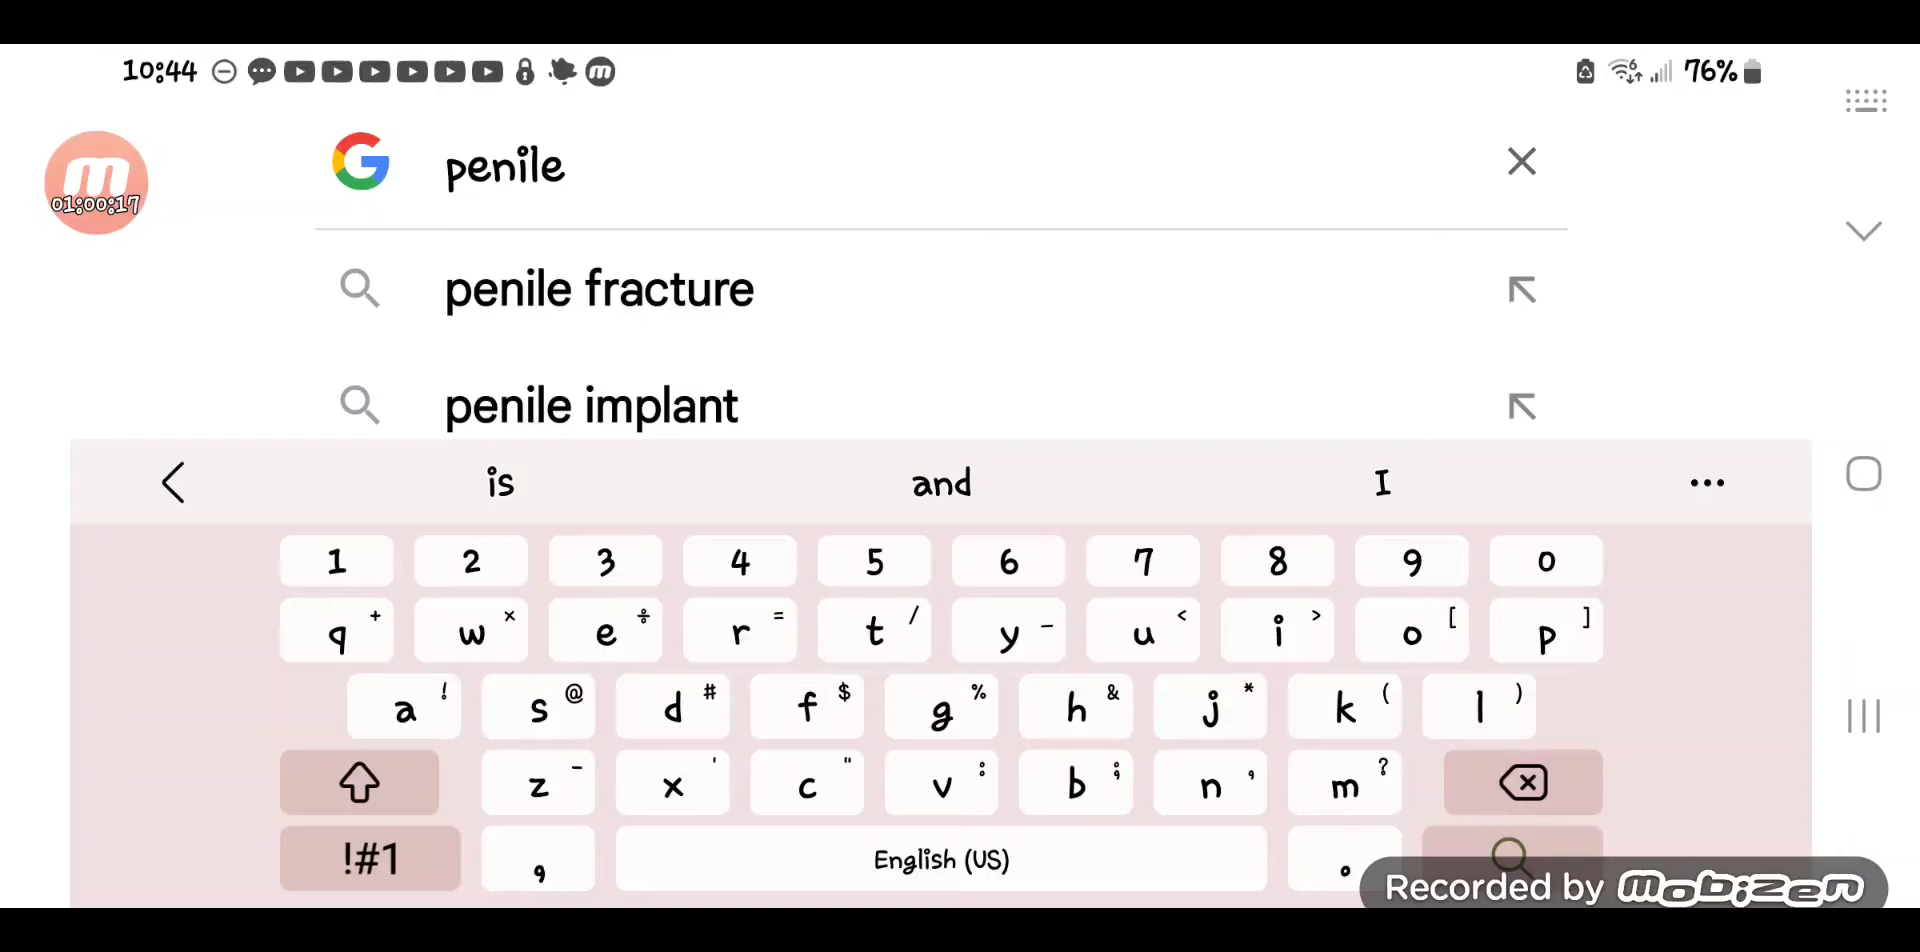 10:44 76%
m
01:00:17
penile
penile fracture
penile implant
is and I ...
1 2 3 4 5 6 7 8 9 0
q + w × e ÷ r = t / y - u < i > o [ p ]
a ! s @ d # f $ g % h & j * k ( l )
z - x ' c " v : b ; n , m ?
!#1 , English (US) .
Recorded by mobizen